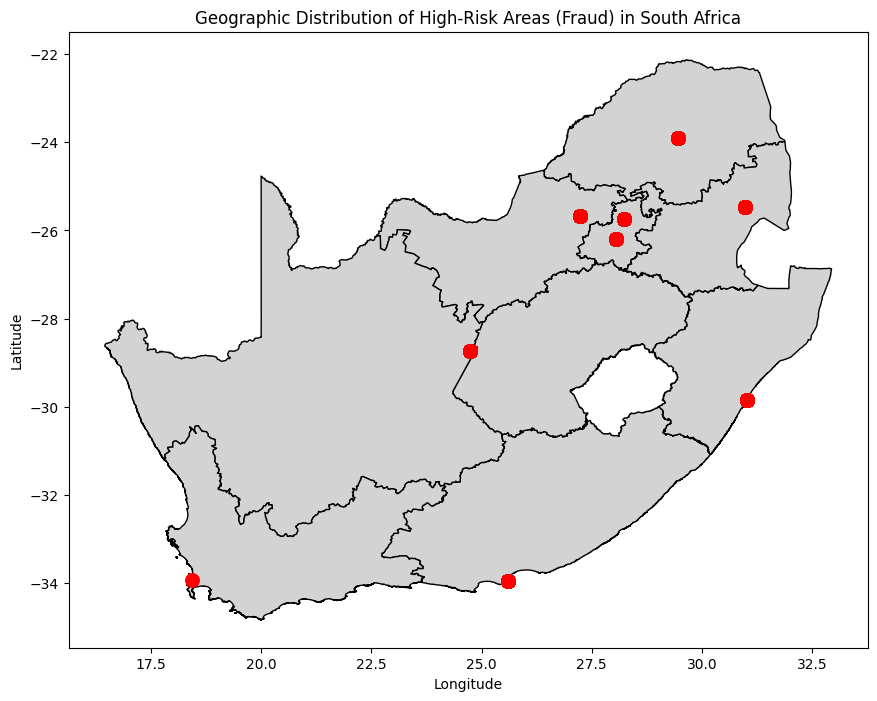 Geographic Distribution of High-Risk Areas (Fraud) in South Africa
Latitude
−22
−24
−26
−28
−30
−32
−34
17.5 20.0 22.5 25.0 27.5 30.0 32.5
Longitude